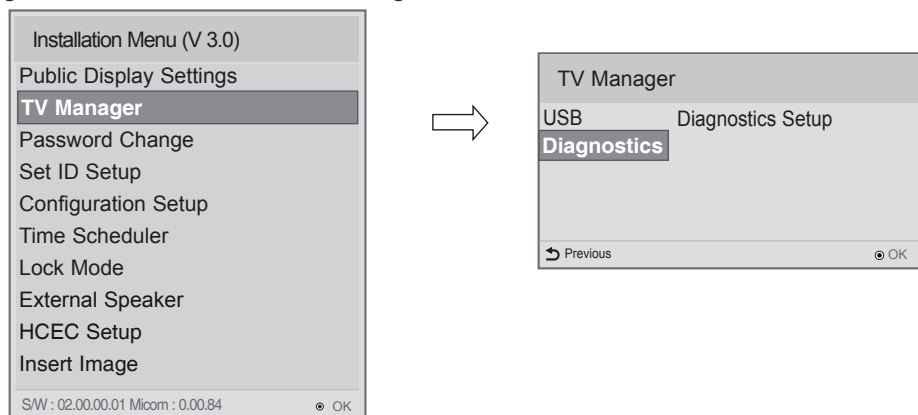 Installation Menu (V 3.0)
Public Display Settings
TV Manager
Password Change
Set ID Setup
Configuration Setup
Time Scheduler
Lock Mode
External Speaker
HCEC Setup
Insert Image
S/W : 02.00.00.01 Micom : 0.00.84 OK
TV Manager
USB Diagnostics Setup
Diagnostics
Previous OK